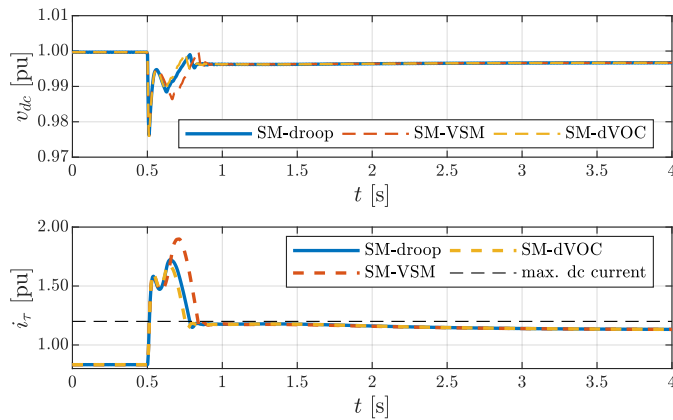 1.01
1.00
0.99
0.98
0.97
v_dc [pu]
SM-droop SM-VSM SM-dVOC
0 0.5 1 1.5 2 2.5 3 3.5 4
t [s]
2.00
1.50
1.00
i_τ [pu]
SM-droop SM-dVOC
SM-VSM max. dc current
0 0.5 1 1.5 2 2.5 3 3.5 4
t [s]